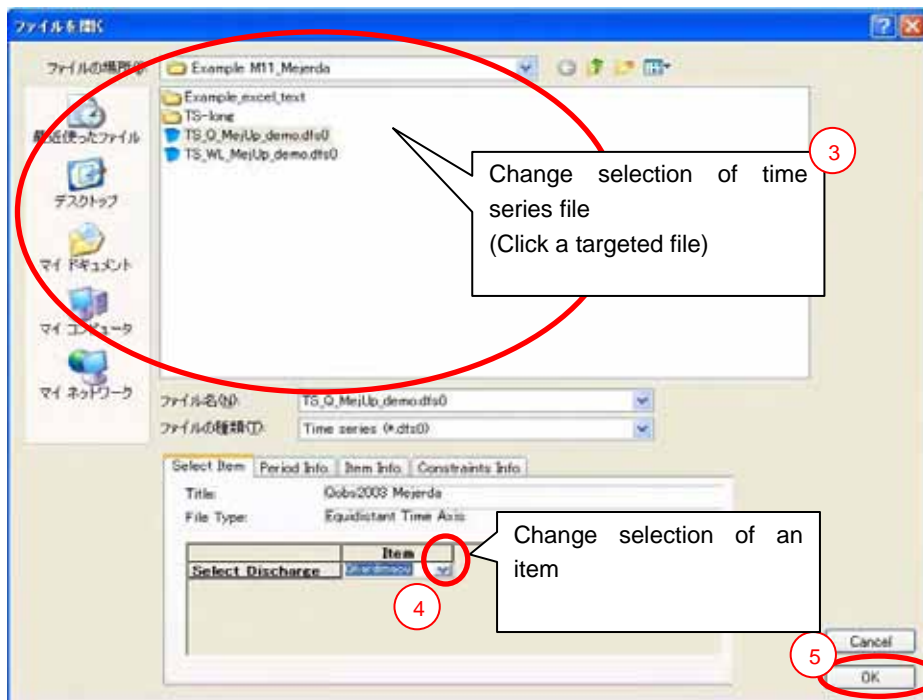 ファイルを開く
ファイルの場所(I):
Example M11_Mejerda
Example_excel_text
TS-long
TS_Q_MejUp_demo.dfs0
TS_WL_MejUp_demo.dfs0
最近使ったファイル
デスクトップ
マイ ドキュメント
マイ コンピュータ
マイ ネットワーク
3
Change selection of time
series file
(Click a targeted file)
ファイル名(N):
TS_Q_MejUp_demo.dfs0
ファイルの種類(T):
Time series (*.dfs0)
Select Item
Period Info
Item Info
Constraints Info
Title:
Qobs2003 Mejerda
File Type:
Equidistant Time Axis
Item
Select Discharge
4
Change selection of an
item
Cancel
5
OK